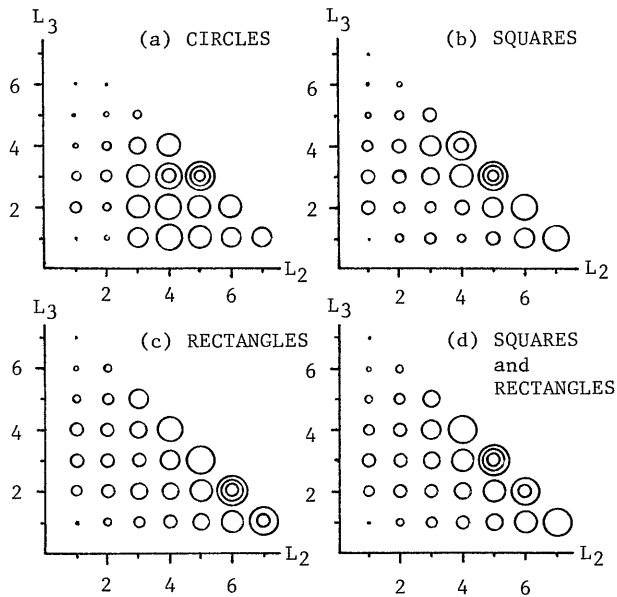 L3
(a) CIRCLES
6
4
2
2 4 6 L2
L3
(b) SQUARES
6
4
2
2 4 6 L2
L3
(c) RECTANGLES
6
4
2
2 4 6 L2
L3
(d) SQUARES
and
RECTANGLES
6
4
2
2 4 6 L2